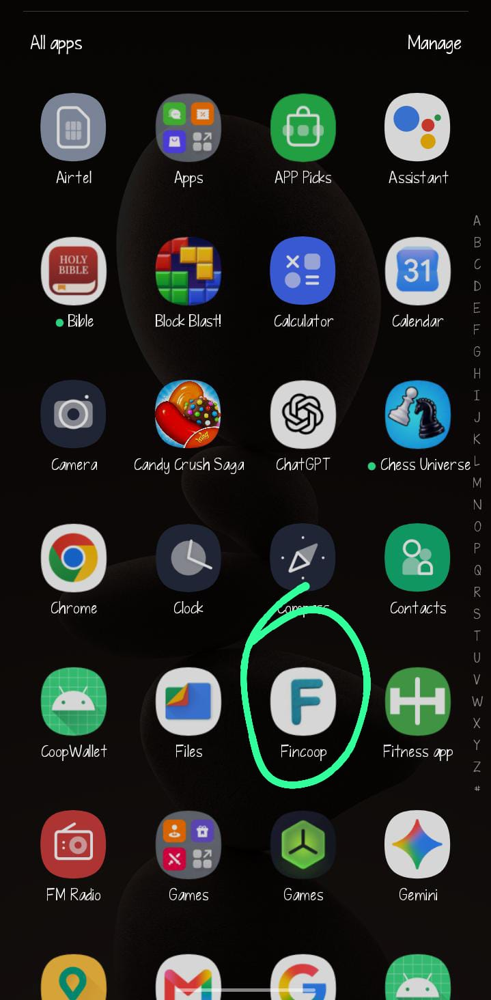 All apps Manage
Airtel Apps APP Picks Assistant
HOLY
BIBLE
31
Bible Block Blast! Calculator Calendar
King
Camera Candy Crush Saga ChatGPT Chess Universe
Chrome Clock Compass Contacts
F
CoopWallet Files Fincoop Fitness app
FM Radio Games Games Gemini
A
B
C
D
E
F
G
H
I
J
K
L
M
N
O
P
Q
R
S
T
U
V
W
X
Y
Z
#